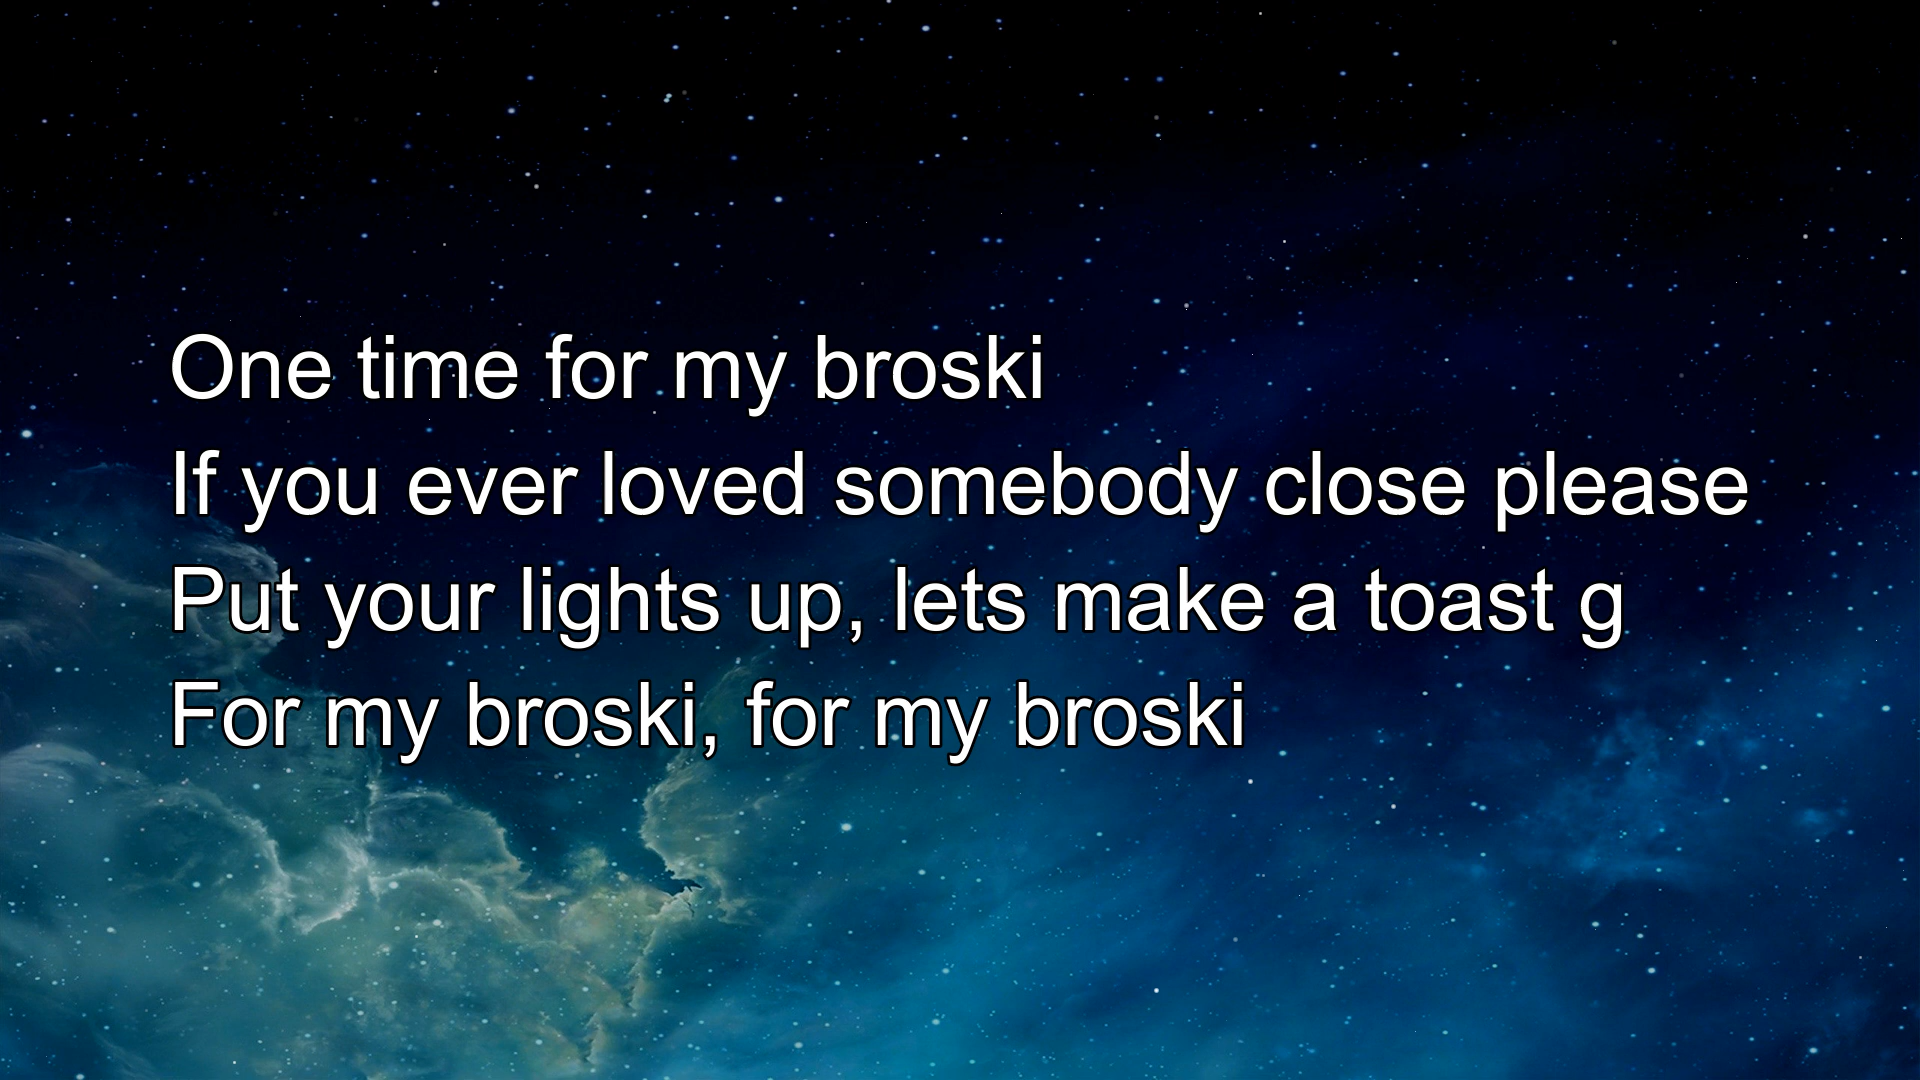 One time for my broski
If you ever loved somebody close please
Put your lights up, lets make a toast g
For my broski, for my broski